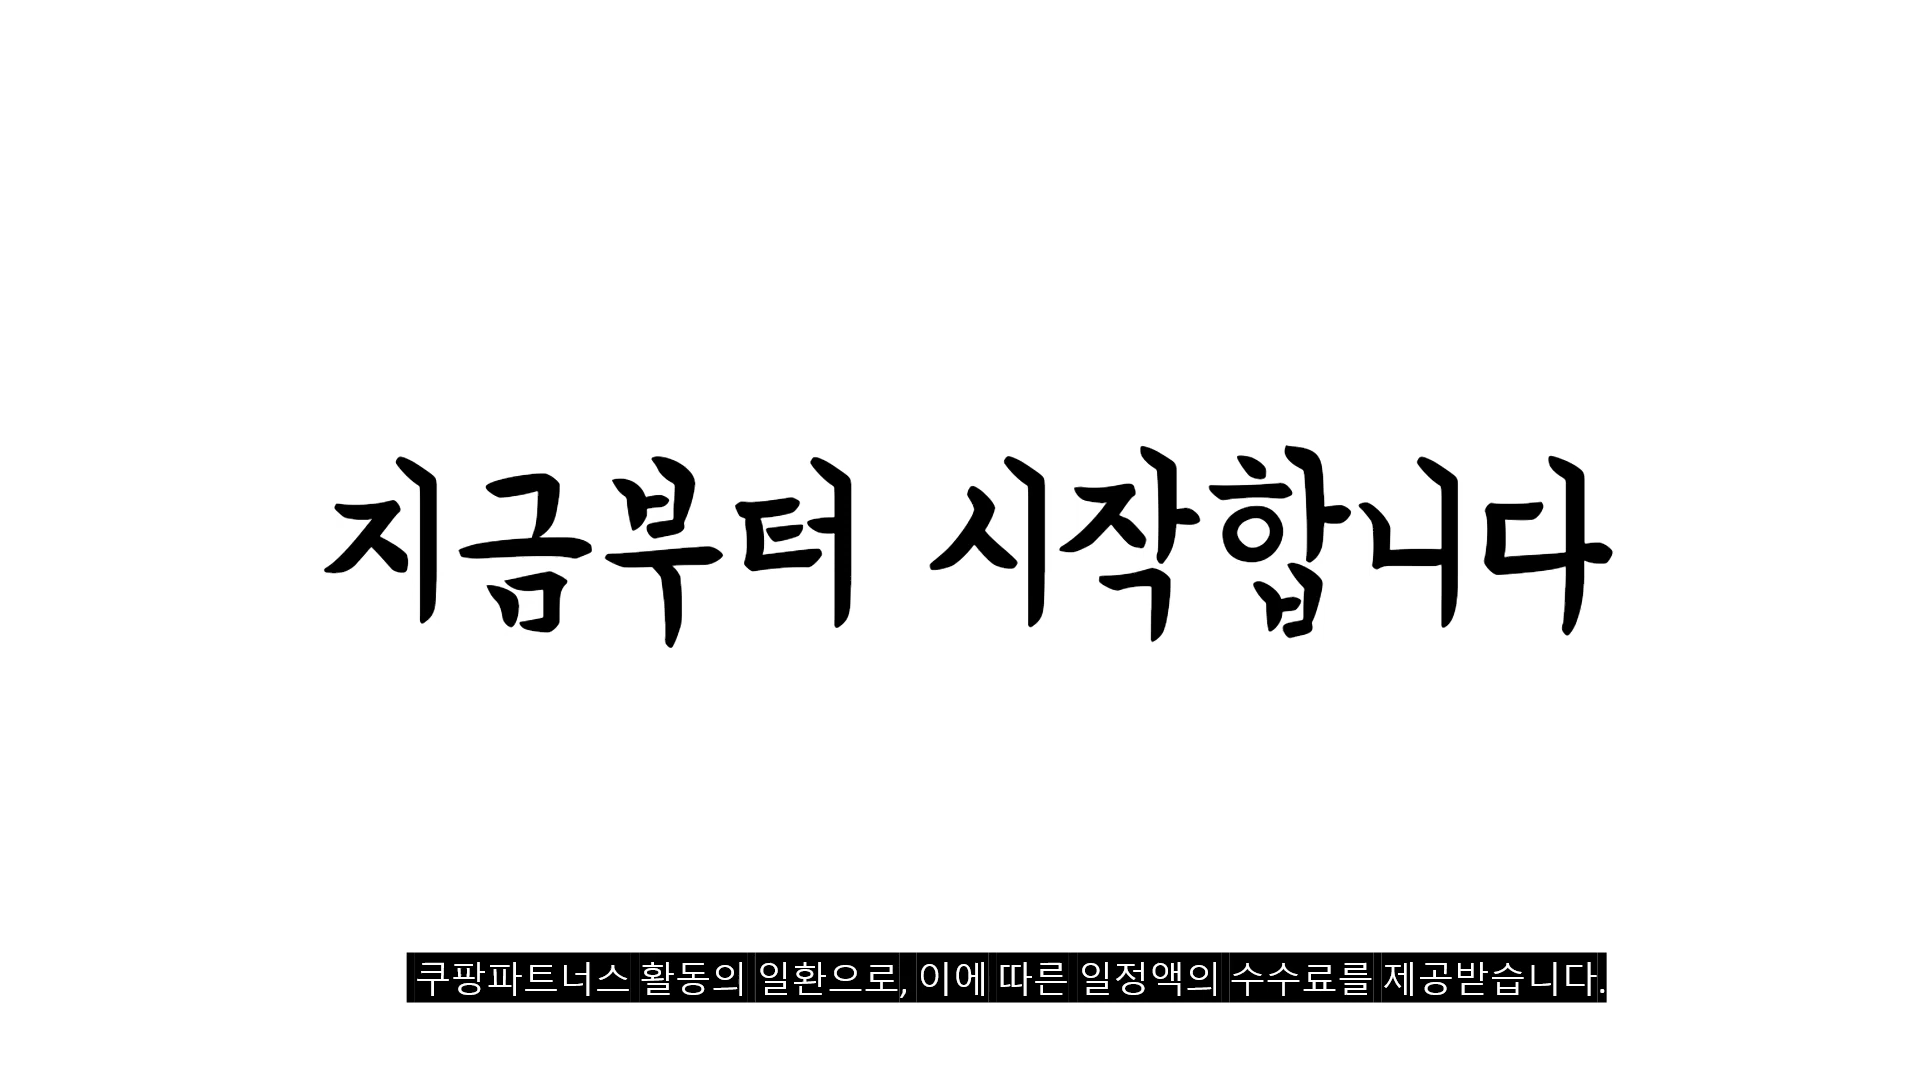 지금부터 시작합니다
쿠팡파트너스 활동의 일환으로, 이에 따른 일정액의 수수료를 제공받습니다.